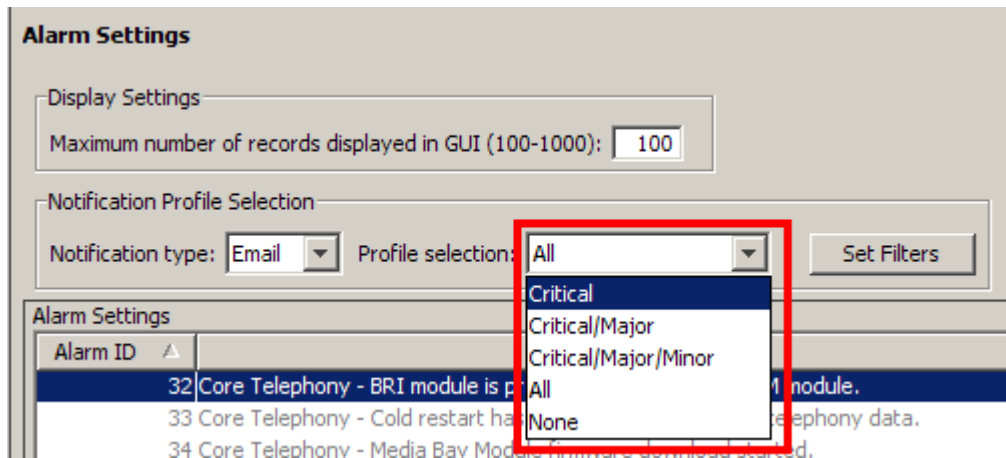 Alarm Settings
Display Settings
Maximum number of records displayed in GUI (100-1000): 100
Notification Profile Selection
Notification type: Email Profile selection: All Set Filters
Critical
Critical/Major
Critical/Major/Minor
All
None
Alarm Settings
Alarm ID
32 Core Telephony - BRI module is module.
33 Core Telephony - Cold restart data.
34 Core Telephony - Media Bay download started.